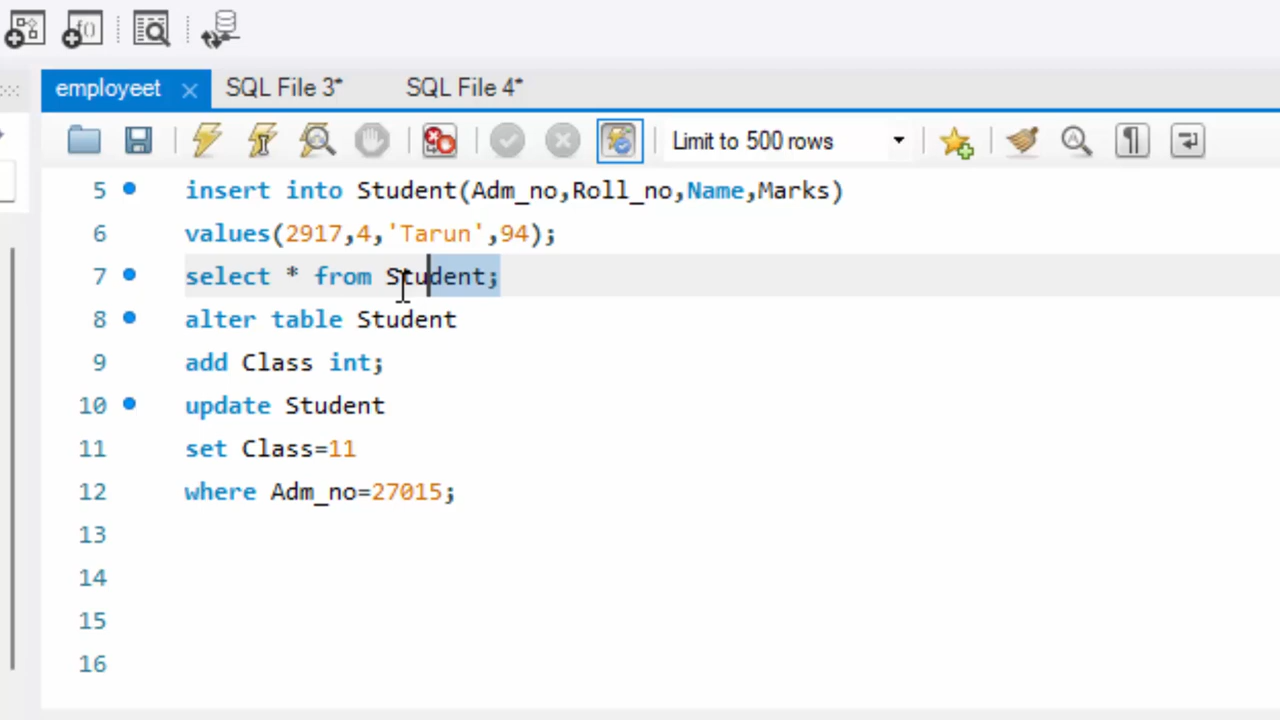 employeet
SQL File 3*
SQL File 4*
Limit to 500 rows
5 insert into Student(Adm_no,Roll_no,Name,Marks)
6 values(2917,4,'Tarun',94);
7 select * from Student;
8 alter table Student
9 add Class int;
10 update Student
11 set Class=11
12 where Adm_no=27015;
13
14
15
16